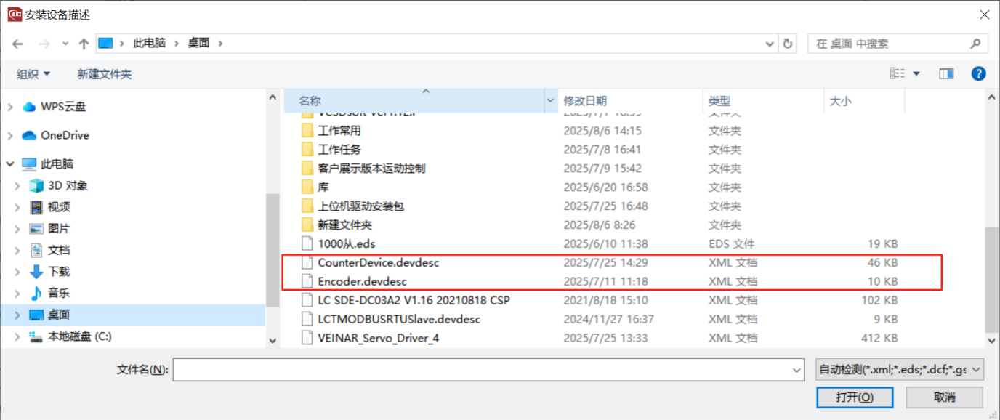 安装设备描述
此电脑 桌面
在 桌面 中搜索
组织 新建文件夹
WPS云盘
OneDrive
此电脑
3D 对象
视频
图片
文档
下载
音乐
桌面
本地磁盘 (C:)
名称 修改日期 类型 大小
工作常用 2025/8/6 14:15 文件夹
工作任务 2025/7/8 16:41 文件夹
客户展示版本运动控制 2025/7/9 15:42 文件夹
库 2025/6/20 16:58 文件夹
上位机驱动安装包 2025/7/25 16:48 文件夹
新建文件夹 2025/8/6 8:26 文件夹
1000从.eds 2025/6/10 11:38 EDS 文件 19 KB
CounterDevice.devdesc 2025/7/25 14:29 XML 文档 46 KB
Encoder.devdesc 2025/7/11 11:18 XML 文档 10 KB
LC SDE-DC03A2 V1.16 20210818 CSP 2021/8/18 15:10 XML 文档 102 KB
LCTMODBUSRTUSlave.devdesc 2024/11/27 16:37 XML 文档 9 KB
VEINAR_Servo_Driver_4 2025/7/25 13:33 XML 文档 412 KB
文件名(N):
自动检测(*.xml;*.eds;*.dcf;*.gs
打开(O) 取消